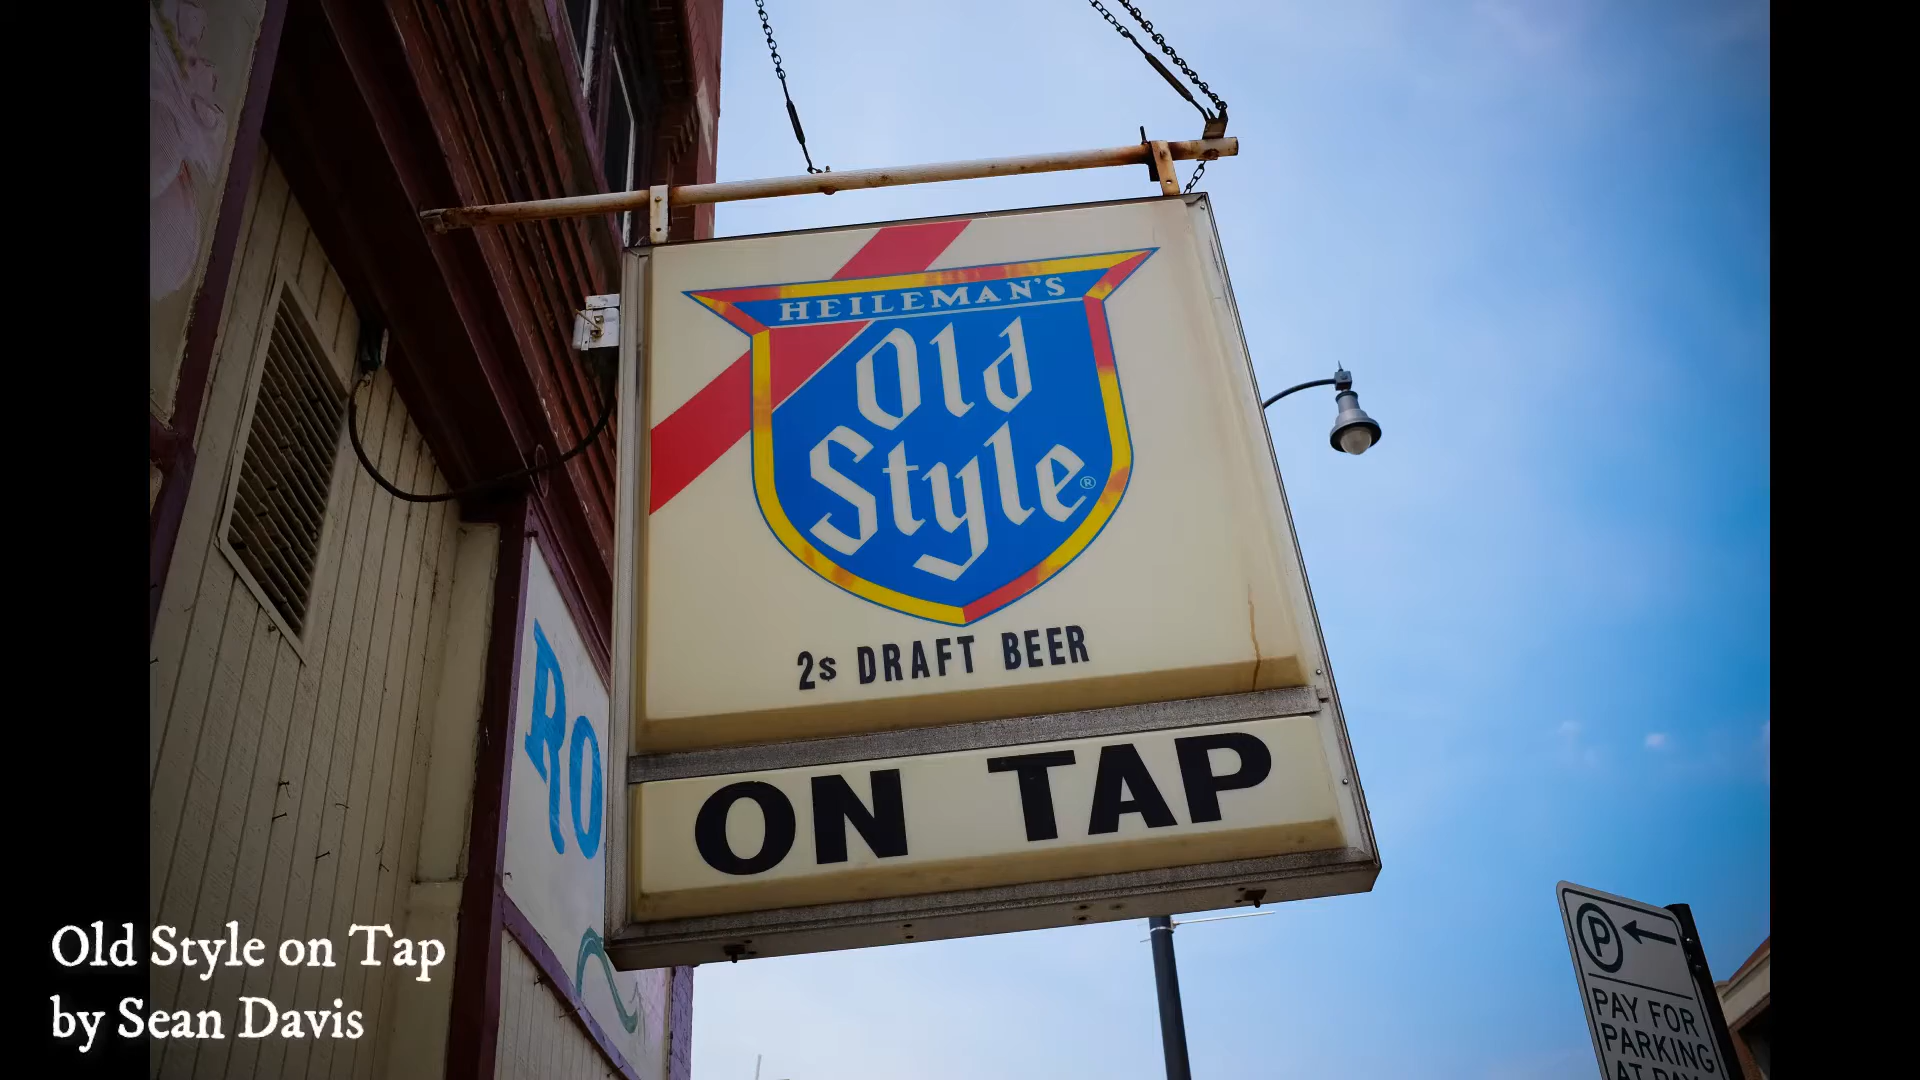 HEILEMAN'S
Old
Style®
2s DRAFT BEER
ON TAP
RO
P
PAY FOR
PARKING
AT
Old Style on Tap
by Sean Davis